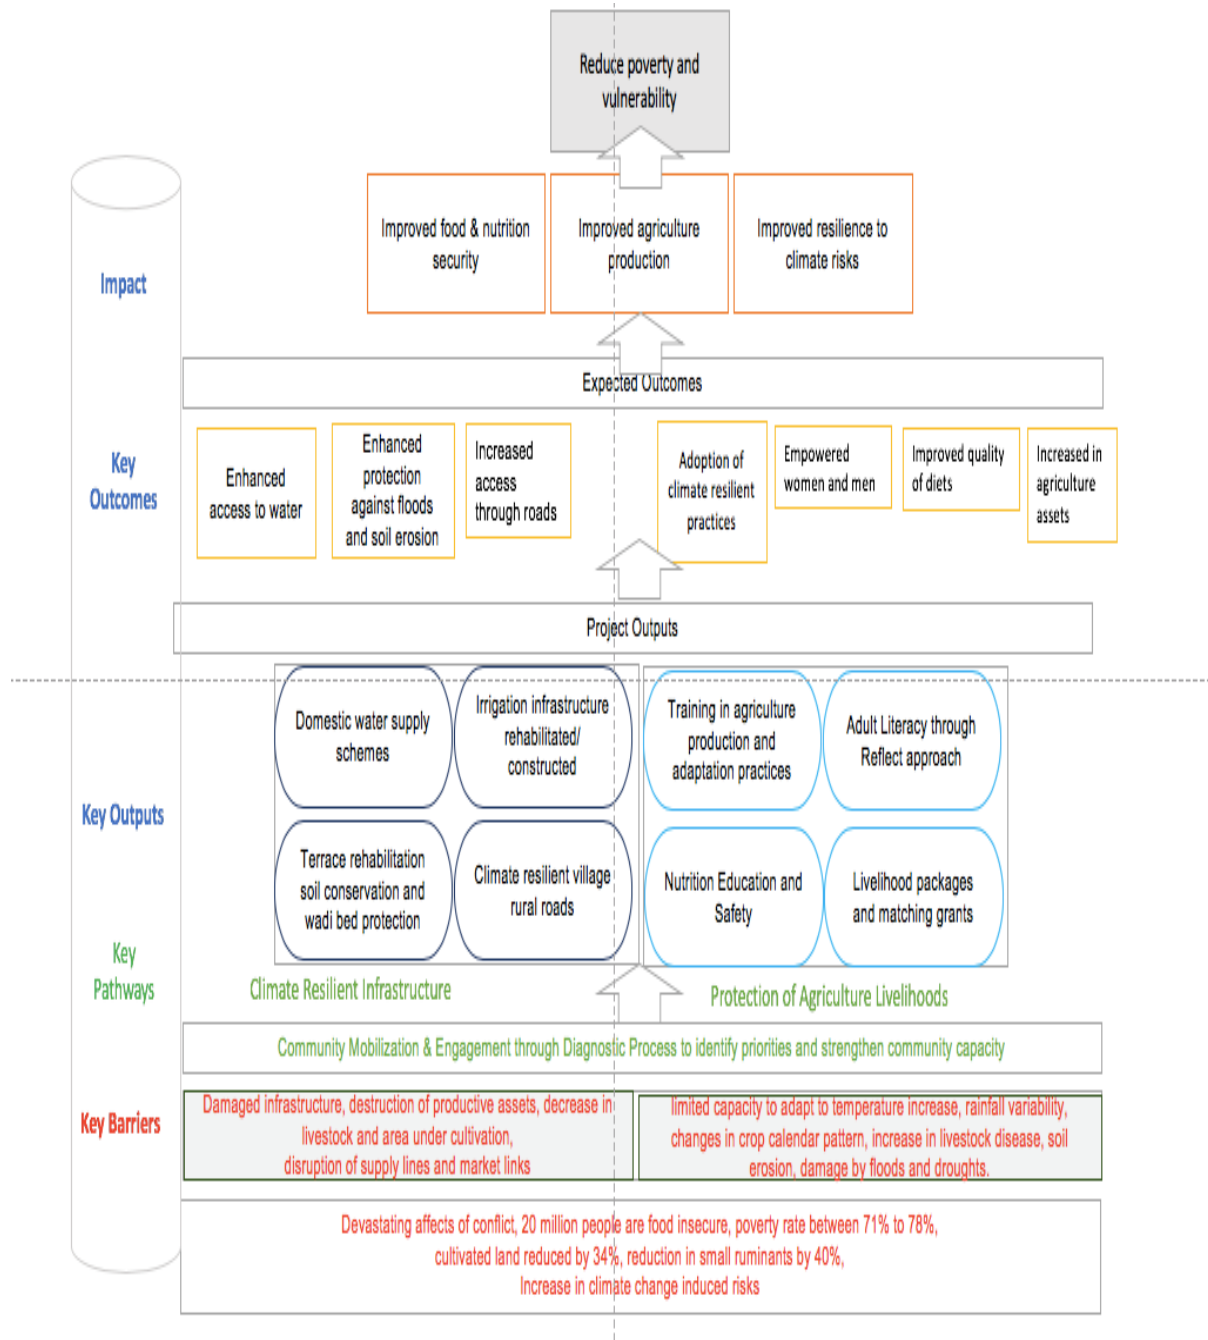 Reduce poverty and
vulnerability
Improved food & nutrition
security
Improved agriculture
production
Improved resilience to
climate risks
Impact
Expected Outcomes
Key
Outcomes
Enhanced
access to water
Enhanced
protection
against floods
and soil erosion
Increased
access
through roads
Adoption of
climate resilient
practices
Empowered
women and men
Improved quality
of diets
Increased in
agriculture
assets
Project Outputs
Domestic water supply
schemes
Irrigation infrastructure
rehabilitated/
constructed
Training in agriculture
production and
adaptation practices
Adult Literacy through
Reflect approach
Key Outputs
Terrace rehabilitation
soil conservation and
wadi bed protection
Climate resilient village
rural roads
Nutrition Education and
Safety
Livelihood packages
and matching grants
Key
Pathways
Climate Resilient Infrastructure
Protection of Agriculture Livelihoods
Community Mobilization & Engagement through Diagnostic Process to identify priorities and strengthen community capacity
Key Barriers
Damaged infrastructure, destruction of productive assets, decrease in
livestock and area under cultivation,
disruption of supply lines and market links
limited capacity to adapt to temperature increase, rainfall variability,
changes in crop calendar pattern, increase in livestock disease, soil
erosion, damage by floods and droughts.
Devastating affects of conflict, 20 million people are food insecure, poverty rate between 71% to 78%,
cultivated land reduced by 34%, reduction in small ruminants by 40%,
Increase in climate change induced risks